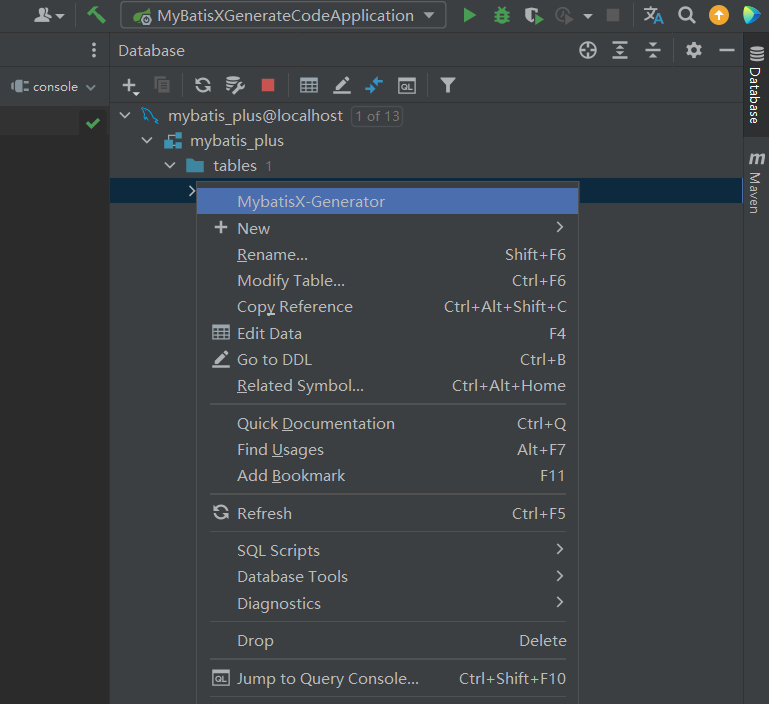 MyBatisXGenerateCodeApplication
Database
console
mybatis_plus@localhost 1 of 13
mybatis_plus
tables 1
MybatisX-Generator
New
Rename... Shift+F6
Modify Table... Ctrl+F6
Copy Reference Ctrl+Alt+Shift+C
Edit Data F4
Go to DDL Ctrl+B
Related Symbol... Ctrl+Alt+Home
Quick Documentation Ctrl+Q
Find Usages Alt+F7
Add Bookmark F11
Refresh Ctrl+F5
SQL Scripts
Database Tools
Diagnostics
Drop Delete
QL Jump to Query Console... Ctrl+Shift+F10
QL
文A
Database
m
Maven